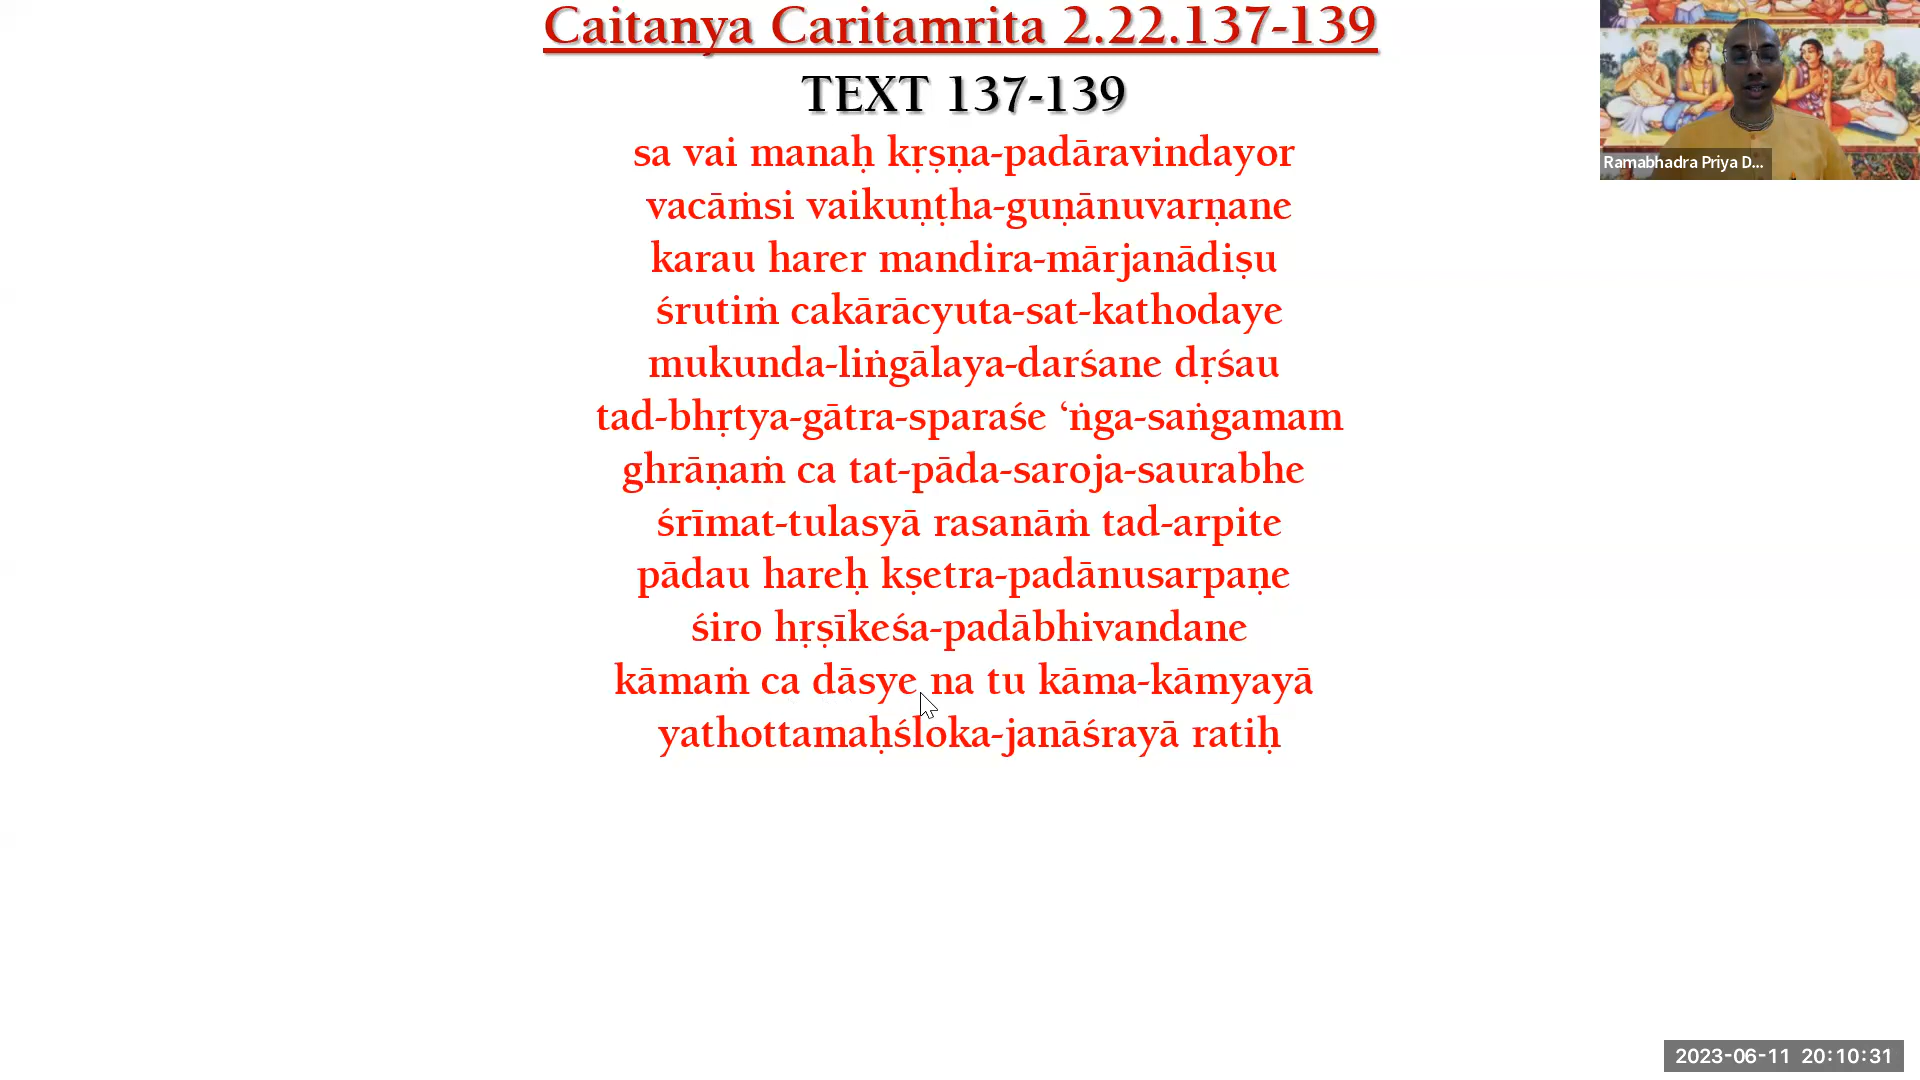 Caitanya Caritamrita 2.22.137-139
TEXT 137-139
sa vai manaḥ kṛṣṇa-padāravindayor
vacāṁsi vaikuṇṭha-guṇānuvarṇane
karau harer mandira-mārjanādiṣu
śrutiṁ cakārācyuta-sat-kathodaye
mukunda-liṅgālaya-darśane dṛśau
tad-bhṛtya-gātra-sparaśe ‘ṅga-saṅgamam
ghrāṇaṁ ca tat-pāda-saroja-saurabhe
śrīmat-tulasyā rasanāṁ tad-arpite
pādau hareḥ kṣetra-padānusarpaṇe
śiro hṛṣīkeśa-padābhivandane
kāmaṁ ca dāsye na tu kāma-kāmyayā
yathottamaḥśloka-janāśrayā ratiḥ
Ramabhadra Priya D...
2023-06-11 20:10:31